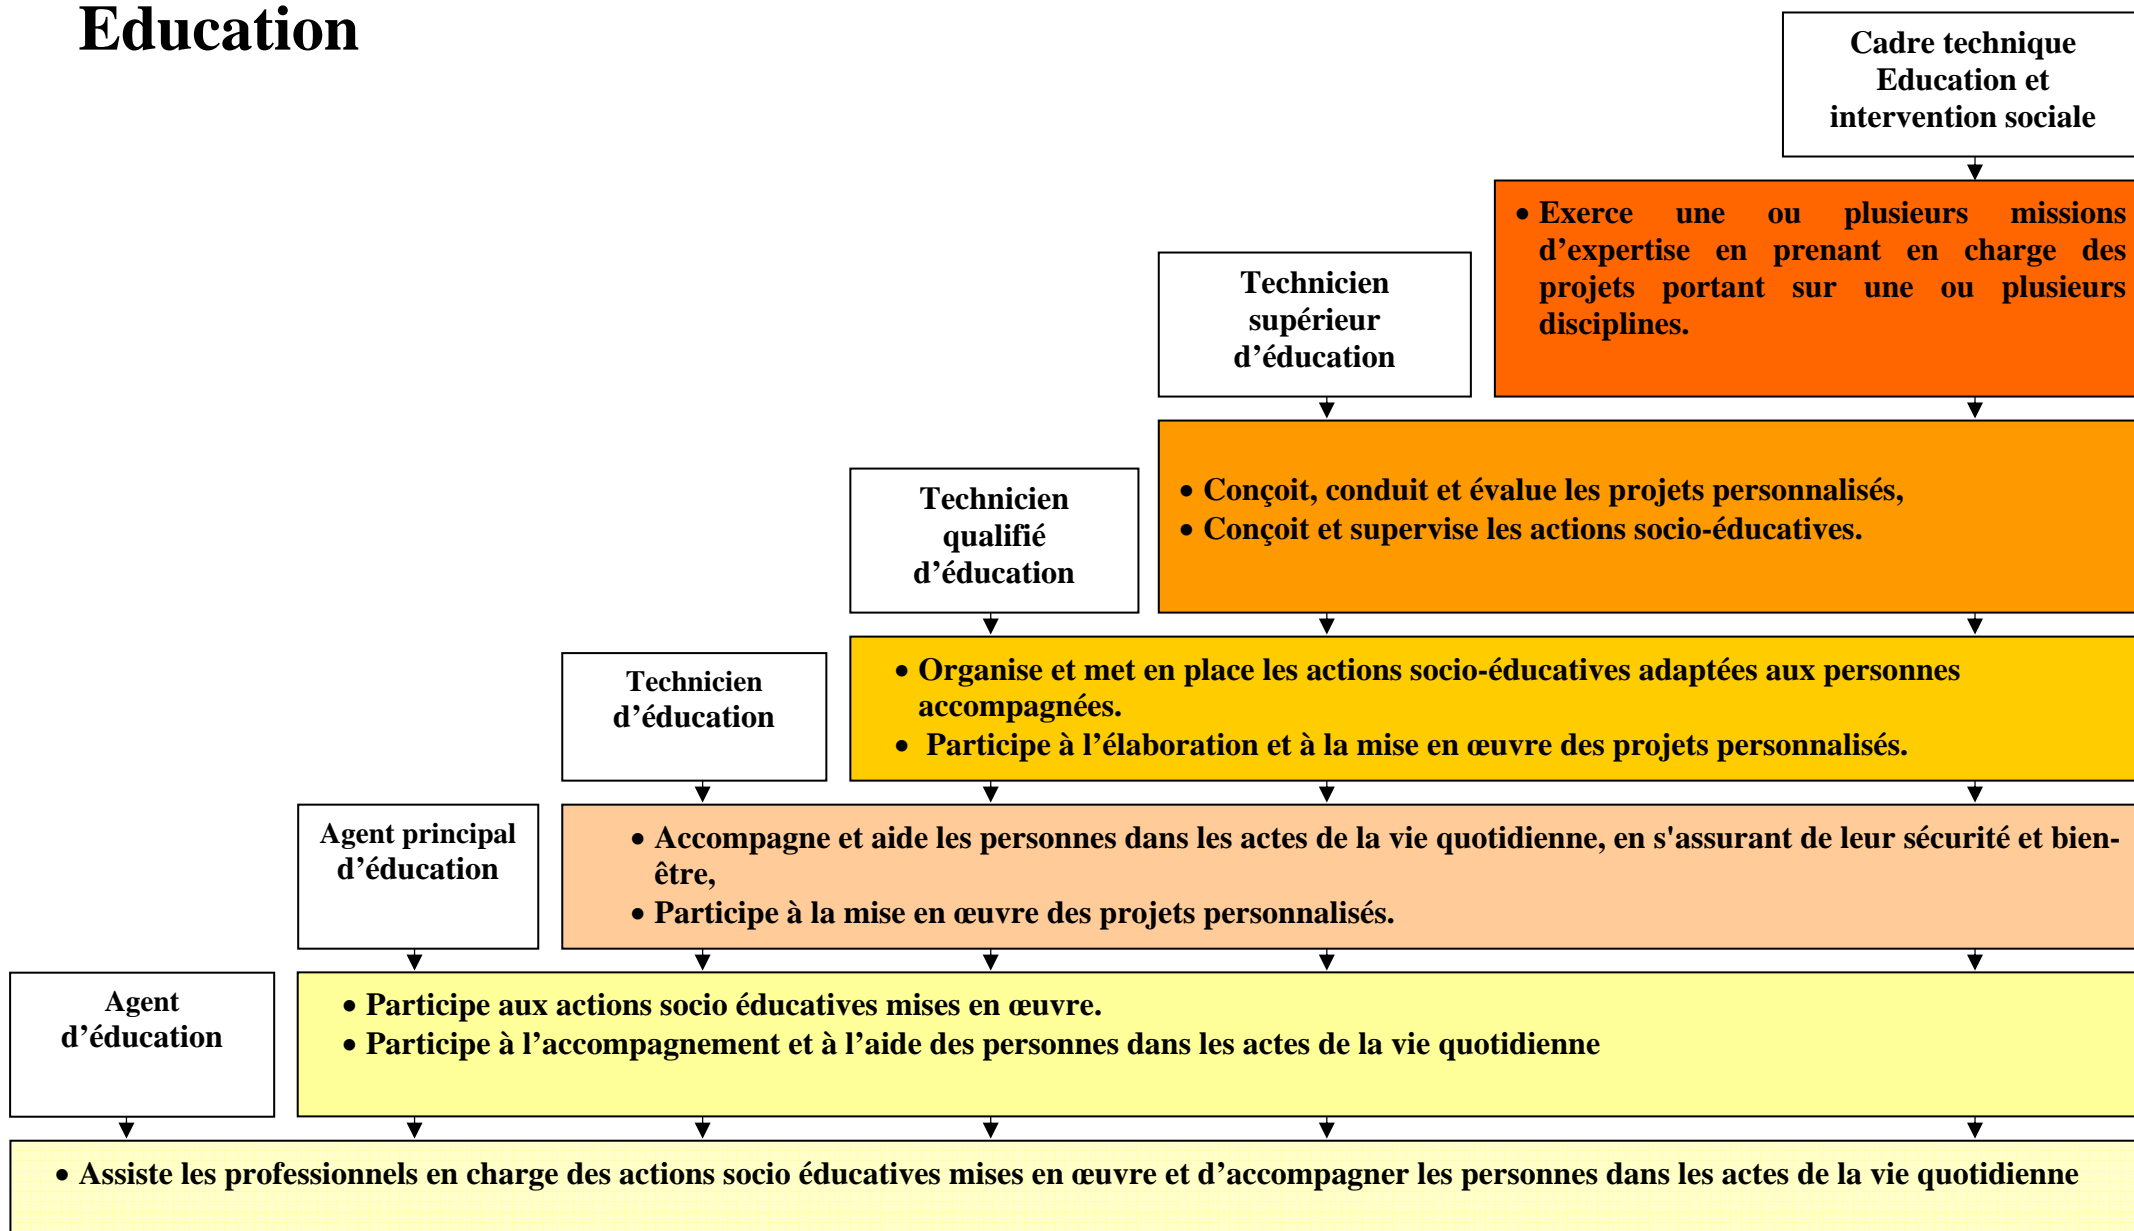 Education
Cadre technique
Education et
intervention sociale
• Exerce une ou plusieurs missions
d’expertise en prenant en charge des
projets portant sur une ou plusieurs
disciplines.
Technicien
supérieur
d’éducation
• Conçoit, conduit et évalue les projets personnalisés,
• Conçoit et supervise les actions socio-éducatives.
Technicien
qualifié
d’éducation
• Organise et met en place les actions socio-éducatives adaptées aux personnes
accompagnées.
• Participe à l’élaboration et à la mise en œuvre des projets personnalisés.
Technicien
d’éducation
• Accompagne et aide les personnes dans les actes de la vie quotidienne, en s'assurant de leur sécurité et bien-
être,
• Participe à la mise en œuvre des projets personnalisés.
Agent principal
d’éducation
• Participe aux actions socio éducatives mises en œuvre.
• Participe à l’accompagnement et à l’aide des personnes dans les actes de la vie quotidienne
Agent
d’éducation
• Assiste les professionnels en charge des actions socio éducatives mises en œuvre et d’accompagner les personnes dans les actes de la vie quotidienne